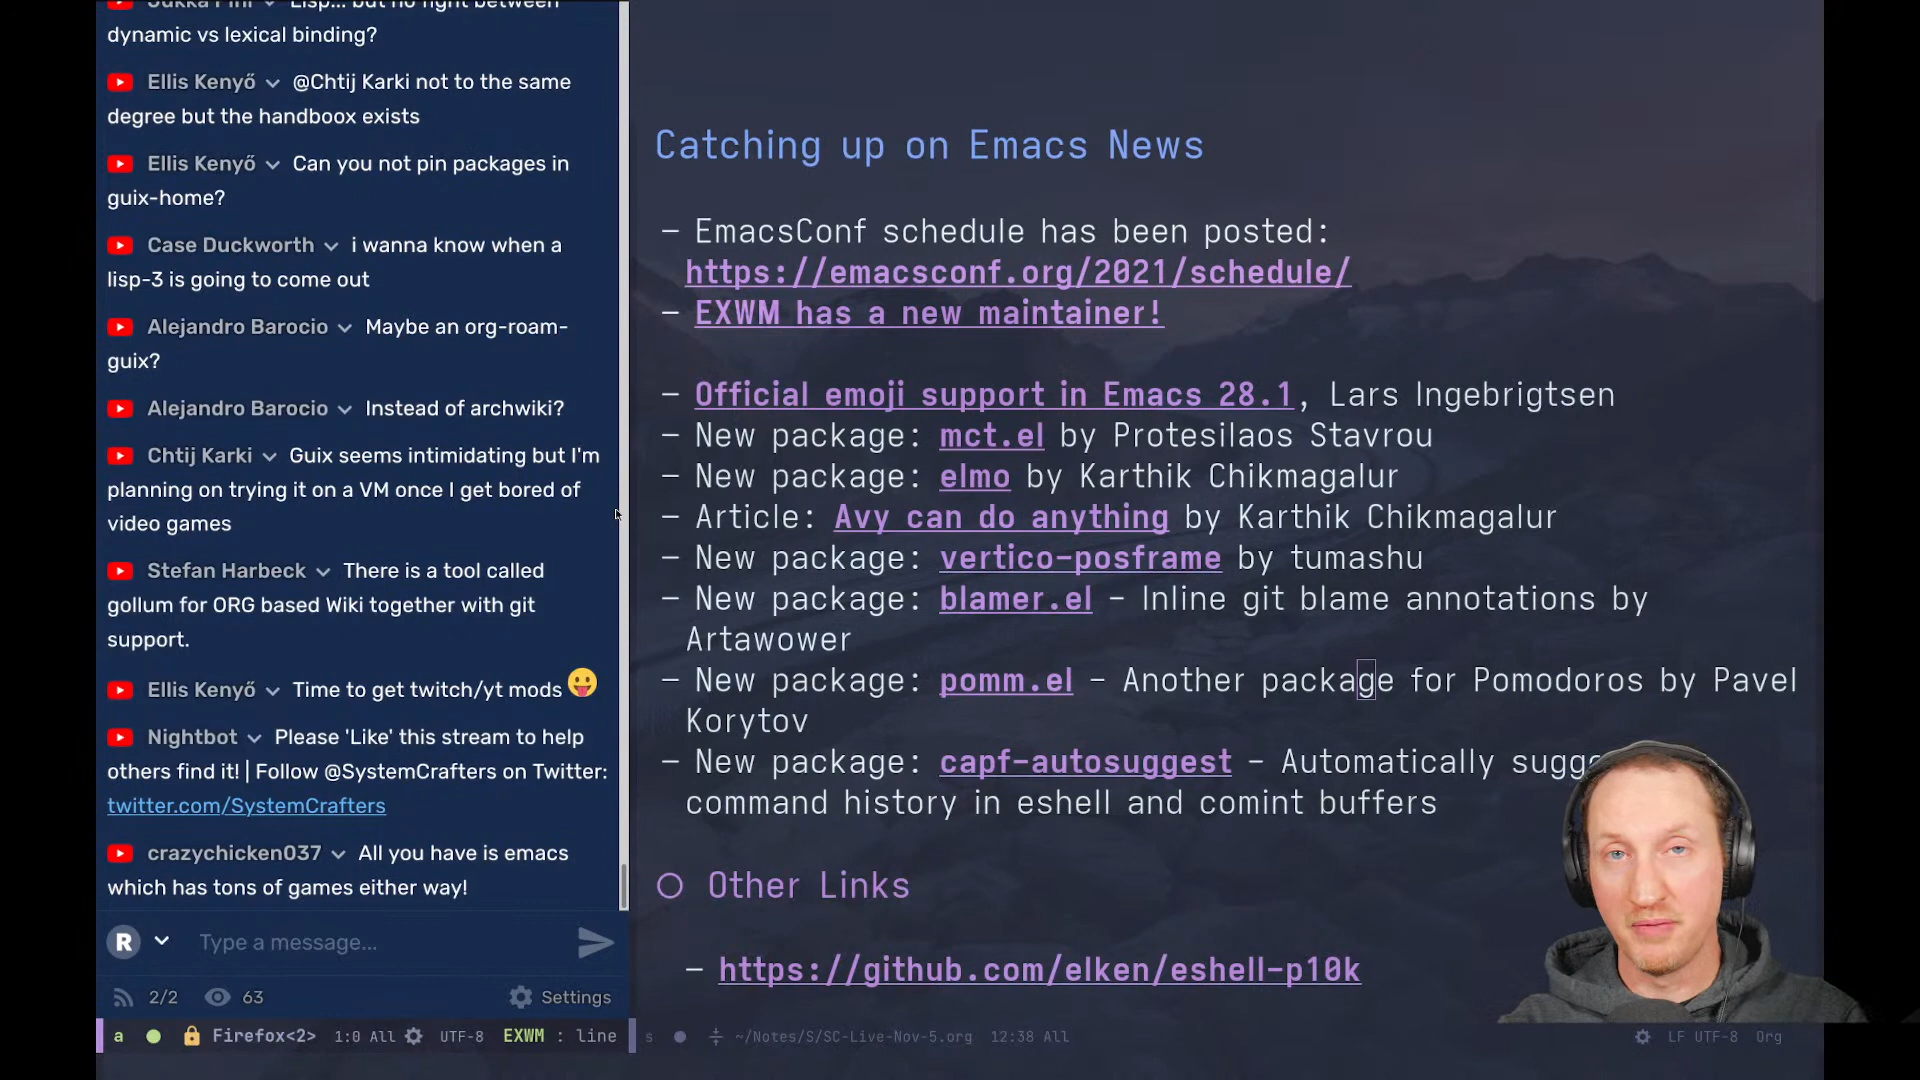 Jukka Pini Lisp... but no fight between
dynamic vs lexical binding?
Ellis Kenyő @Chtij Karki not to the same
degree but the handboox exists
Ellis Kenyő Can you not pin packages in
guix-home?
Case Duckworth i wanna know when a
lisp-3 is going to come out
Alejandro Barocio Maybe an org-roam-
guix?
Alejandro Barocio Instead of archwiki?
Chtij Karki Guix seems intimidating but I'm
planning on trying it on a VM once I get bored of
video games
Stefan Harbeck There is a tool called
gollum for ORG based Wiki together with git
support.
Ellis Kenyő Time to get twitch/yt mods 😛
Nightbot Please 'Like' this stream to help
others find it! | Follow @SystemCrafters on Twitter:
twitter.com/SystemCrafters
crazychicken037 All you have is emacs
which has tons of games either way!
R Type a message...
2/2 63 Settings
a Firefox<2> 1:0 All UTF-8 EXWM : line
Catching up on Emacs News
- EmacsConf schedule has been posted:
https://emacsconf.org/2021/schedule/
- EXWM has a new maintainer!
- Official emoji support in Emacs 28.1, Lars Ingebrigtsen
- New package: mct.el by Protesilaos Stavrou
- New package: elmo by Karthik Chikmagalur
- Article: Avy can do anything by Karthik Chikmagalur
- New package: vertico-posframe by tumashu
- New package: blamer.el - Inline git blame annotations by
Artawower
- New package: pomm.el - Another package for Pomodoros by Pavel
Korytov
- New package: capf-autosuggest - Automatically
command history in eshell and comint buffers
Other Links
- https://github.com/elken/eshell-p10k
s ~/Notes/S/SC-Live-Nov-5.org 12:38 All LF UTF-8 Org